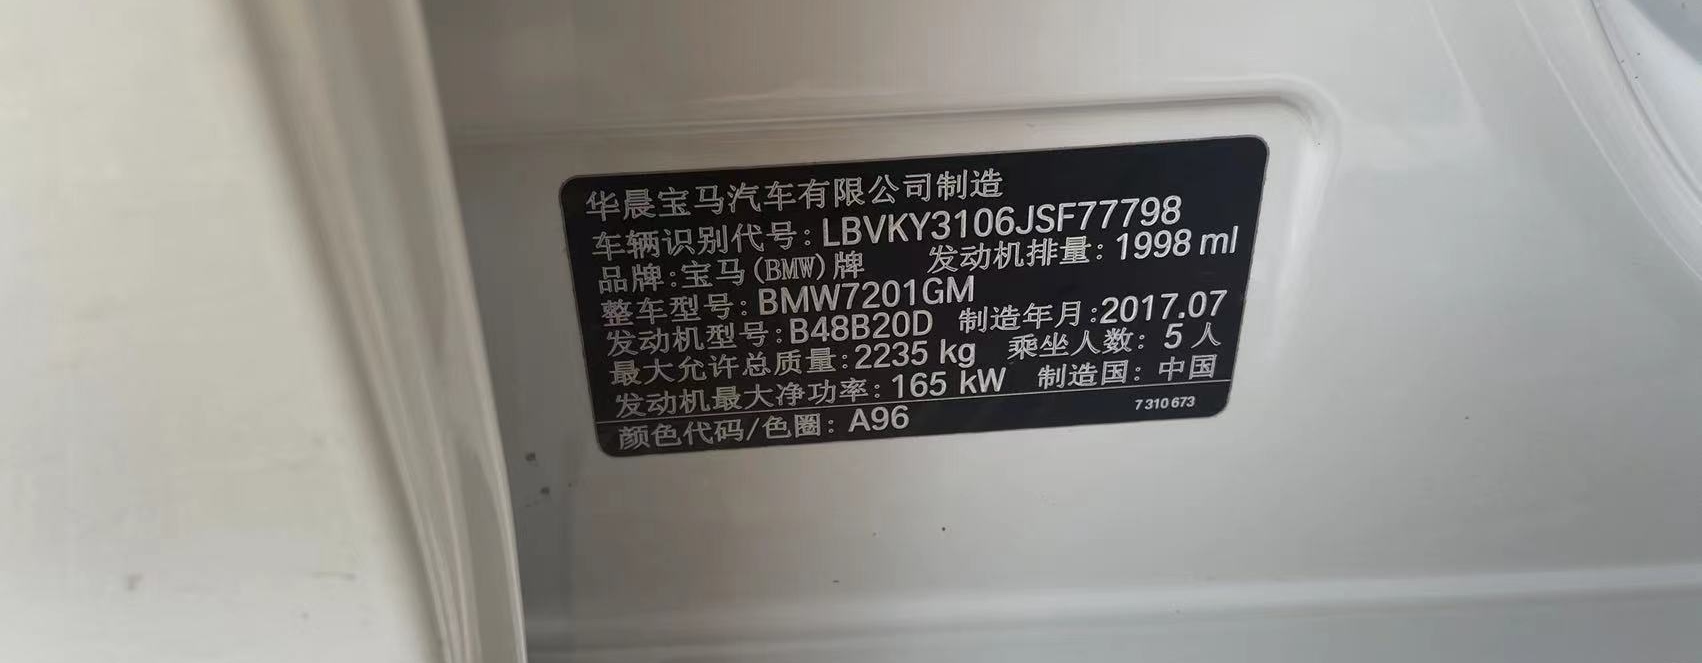 华晨宝马汽车有限公司制造
车辆识别代号:LBVKY3106JSF77798
品牌:宝马(BMW)牌 发动机排量:1998 ml
整车型号:BMW7201GM
发动机型号:B48B20D 制造年月:2017.07
最大允许总质量:2235 kg 乘坐人数:5人
发动机最大净功率:165 kW 制造国:中国
颜色代码/色圈:A96 7 310 673